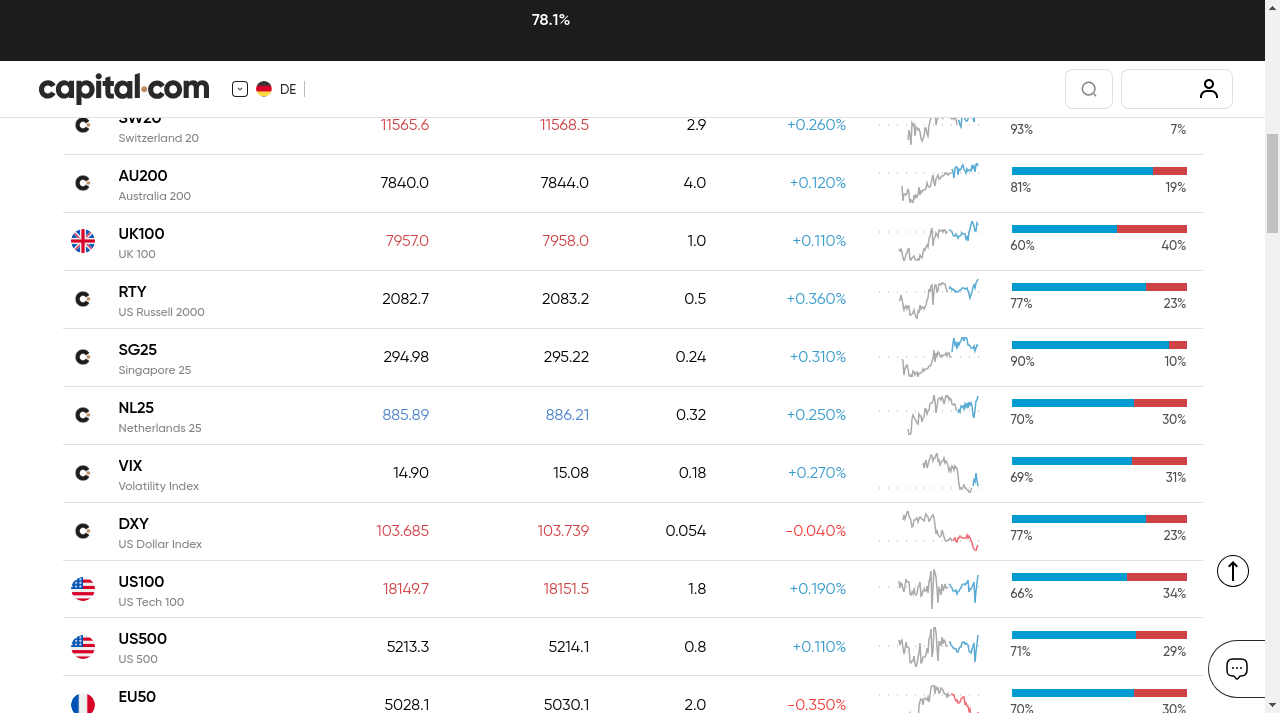 78.1%
capital.com
DE
SW20
Switzerland 20
11565.6 11568.5 2.9 +0.260% 93% 7%
AU200
Australia 200
7840.0 7844.0 4.0 +0.120% 81% 19%
UK100
UK 100
7957.0 7958.0 1.0 +0.110% 60% 40%
RTY
US Russell 2000
2082.7 2083.2 0.5 +0.360% 77% 23%
SG25
Singapore 25
294.98 295.22 0.24 +0.310% 90% 10%
NL25
Netherlands 25
885.89 886.21 0.32 +0.250% 70% 30%
VIX
Volatility Index
14.90 15.08 0.18 +0.270% 69% 31%
DXY
US Dollar Index
103.685 103.739 0.054 -0.040% 77% 23%
US100
US Tech 100
18149.7 18151.5 1.8 +0.190% 66% 34%
US500
US 500
5213.3 5214.1 0.8 +0.110% 71% 29%
EU50
5028.1 5030.1 2.0 -0.350% 70% 30%